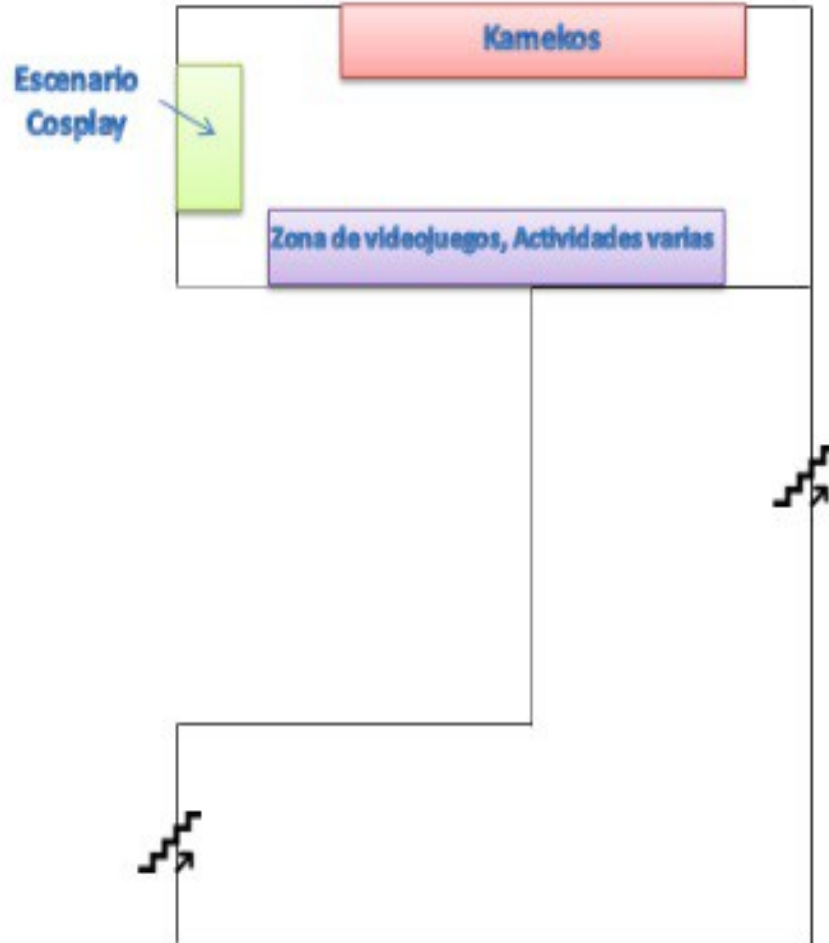 Kamekos
Escenario
Cosplay
Zona de videojuegos, Actividades varias